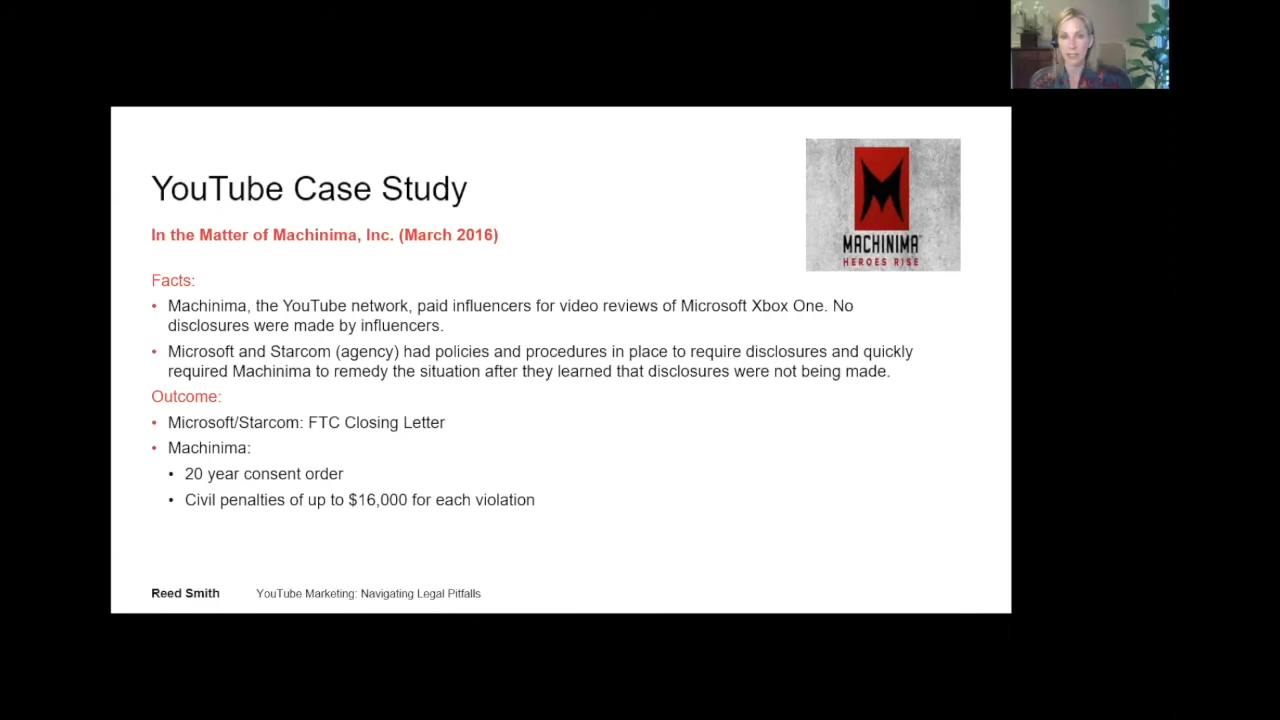 YouTube Case Study
In the Matter of Machinima, Inc. (March 2016)
MACHINIMA
HEROES RISE
Facts:
• Machinima, the YouTube network, paid influencers for video reviews of Microsoft Xbox One. No
disclosures were made by influencers.
• Microsoft and Starcom (agency) had policies and procedures in place to require disclosures and quickly
required Machinima to remedy the situation after they learned that disclosures were not being made.
Outcome:
• Microsoft/Starcom: FTC Closing Letter
• Machinima:
• 20 year consent order
• Civil penalties of up to $16,000 for each violation
Reed Smith YouTube Marketing: Navigating Legal Pitfalls